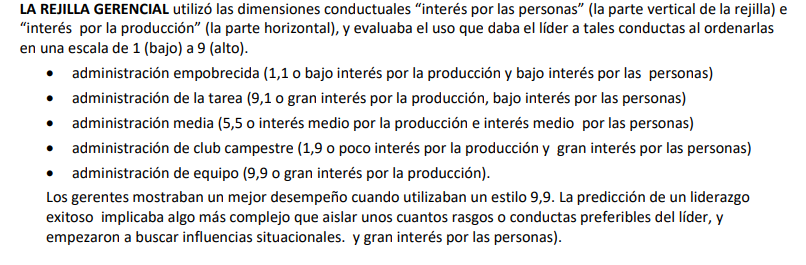 LA REJILLA GERENCIAL utilizó las dimensiones conductuales “interés por las personas” (la parte vertical de la rejilla) e
“interés por la producción” (la parte horizontal), y evaluaba el uso que daba el líder a tales conductas al ordenarlas
en una escala de 1 (bajo) a 9 (alto).
• administración empobrecida (1,1 o bajo interés por la producción y bajo interés por las personas)
• administración de la tarea (9,1 o gran interés por la producción, bajo interés por las personas)
• administración media (5,5 o interés medio por la producción e interés medio por las personas)
• administración de club campestre (1,9 o poco interés por la producción y gran interés por las personas)
• administración de equipo (9,9 o gran interés por la producción).
Los gerentes mostraban un mejor desempeño cuando utilizaban un estilo 9,9. La predicción de un liderazgo
exitoso implicaba algo más complejo que aislar unos cuantos rasgos o conductas preferibles del líder, y
empezaron a buscar influencias situacionales. y gran interés por las personas).